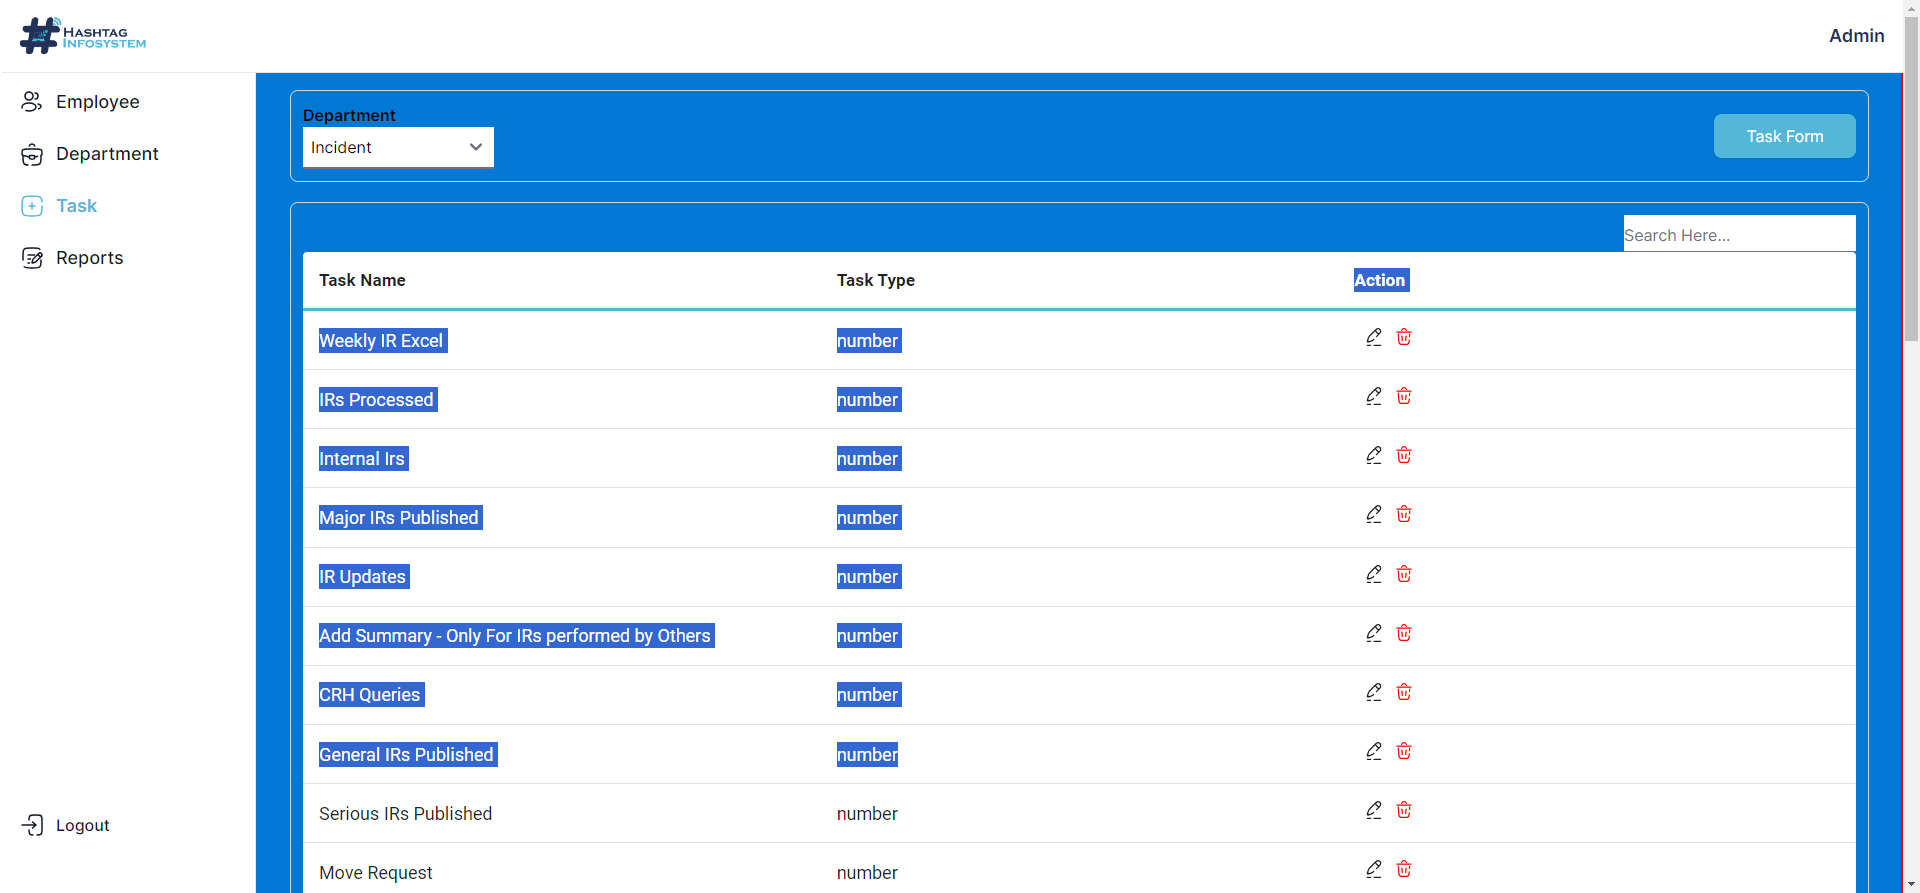 HASHTAG
INFOSYSTEM
Admin
Employee
Department
Task
Reports
Logout
Department
Incident
Task Form
Search Here...
Task Name Task Type Action
Weekly IR Excel number
IRs Processed number
Internal Irs number
Major IRs Published number
IR Updates number
Add Summary - Only For IRs performed by Others number
CRH Queries number
General IRs Published number
Serious IRs Published number
Move Request number